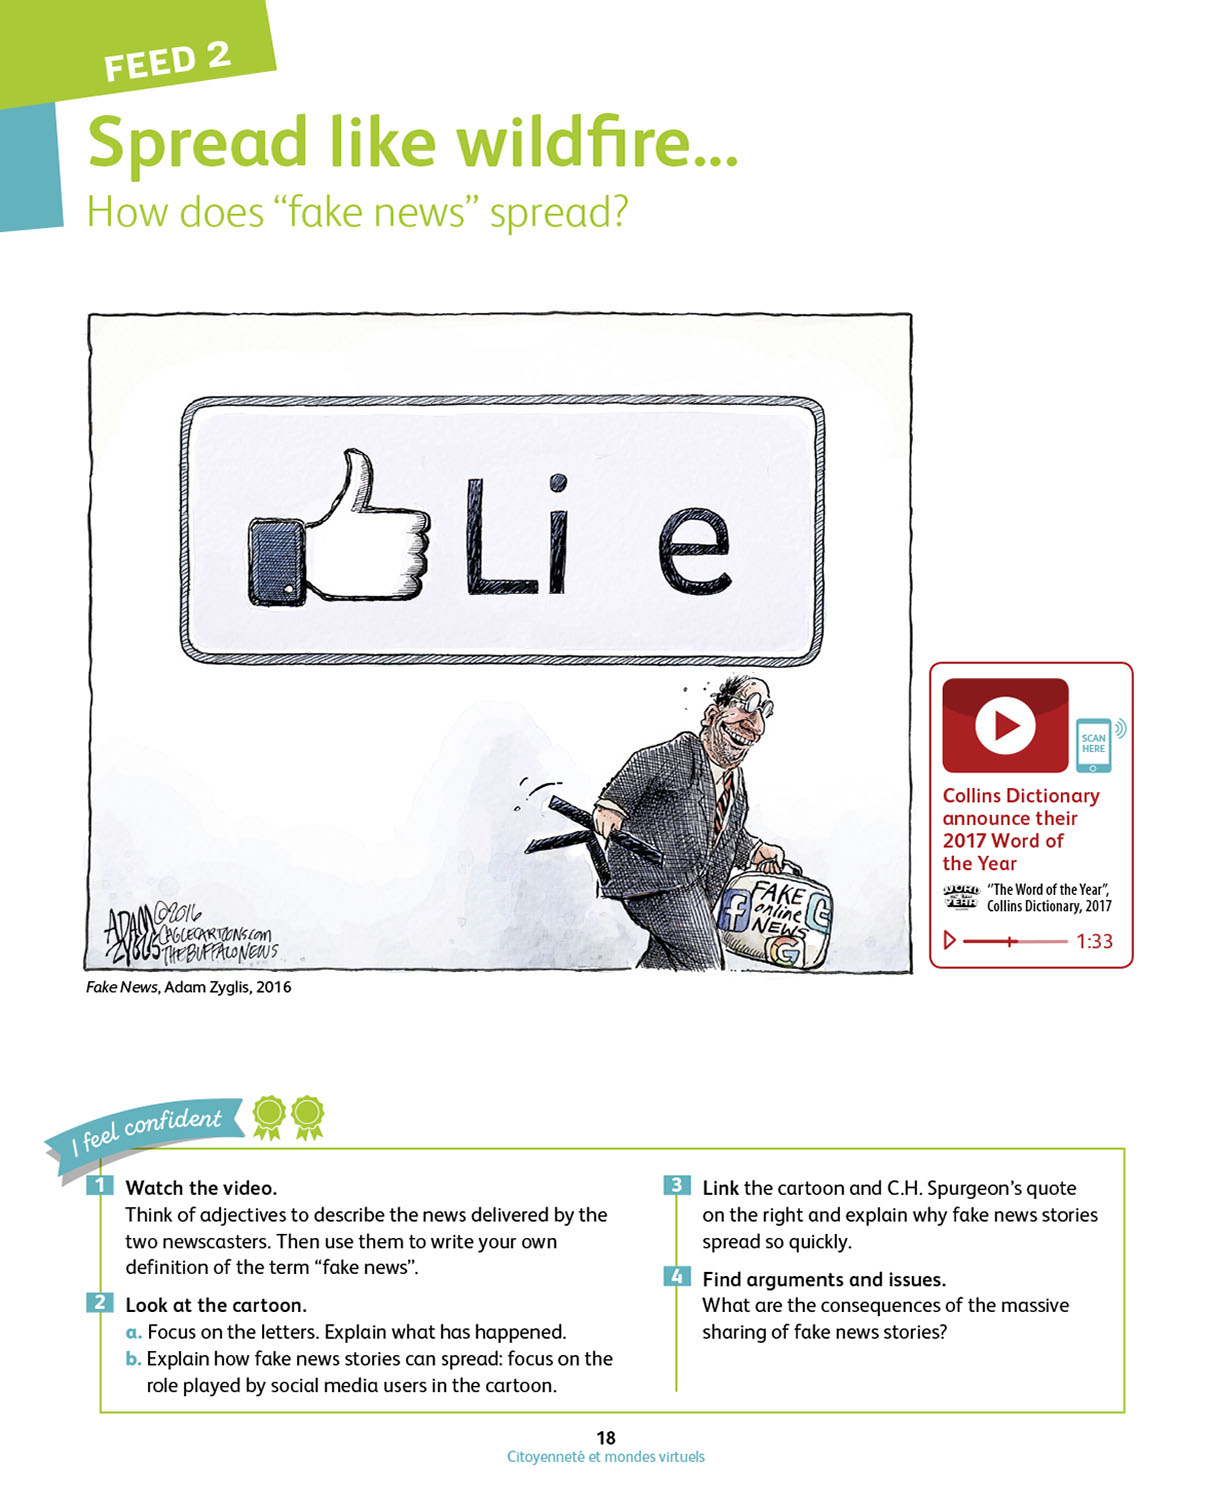 FEED 2
Spread like wildfire...
How does “fake news” spread?
Li e
FAKE
online
NEWS
f
t
G
ADAM
ZYGLIS
©2016
CAGLECARTOONS.COM
THE BUFFALO NEWS
Fake News, Adam Zyglis, 2016
SCAN
HERE
Collins Dictionary
announce their
2017 Word of
the Year
WORD
YEAR
“The Word of the Year”,
Collins Dictionary, 2017
1:33
I feel confident
1 Watch the video.
Think of adjectives to describe the news delivered by the
two newscasters. Then use them to write your own
definition of the term “fake news”.
2 Look at the cartoon.
a. Focus on the letters. Explain what has happened.
b. Explain how fake news stories can spread: focus on the
role played by social media users in the cartoon.
3 Link the cartoon and C.H. Spurgeon’s quote
on the right and explain why fake news stories
spread so quickly.
4 Find arguments and issues.
What are the consequences of the massive
sharing of fake news stories?
18
Citoyenneté et mondes virtuels